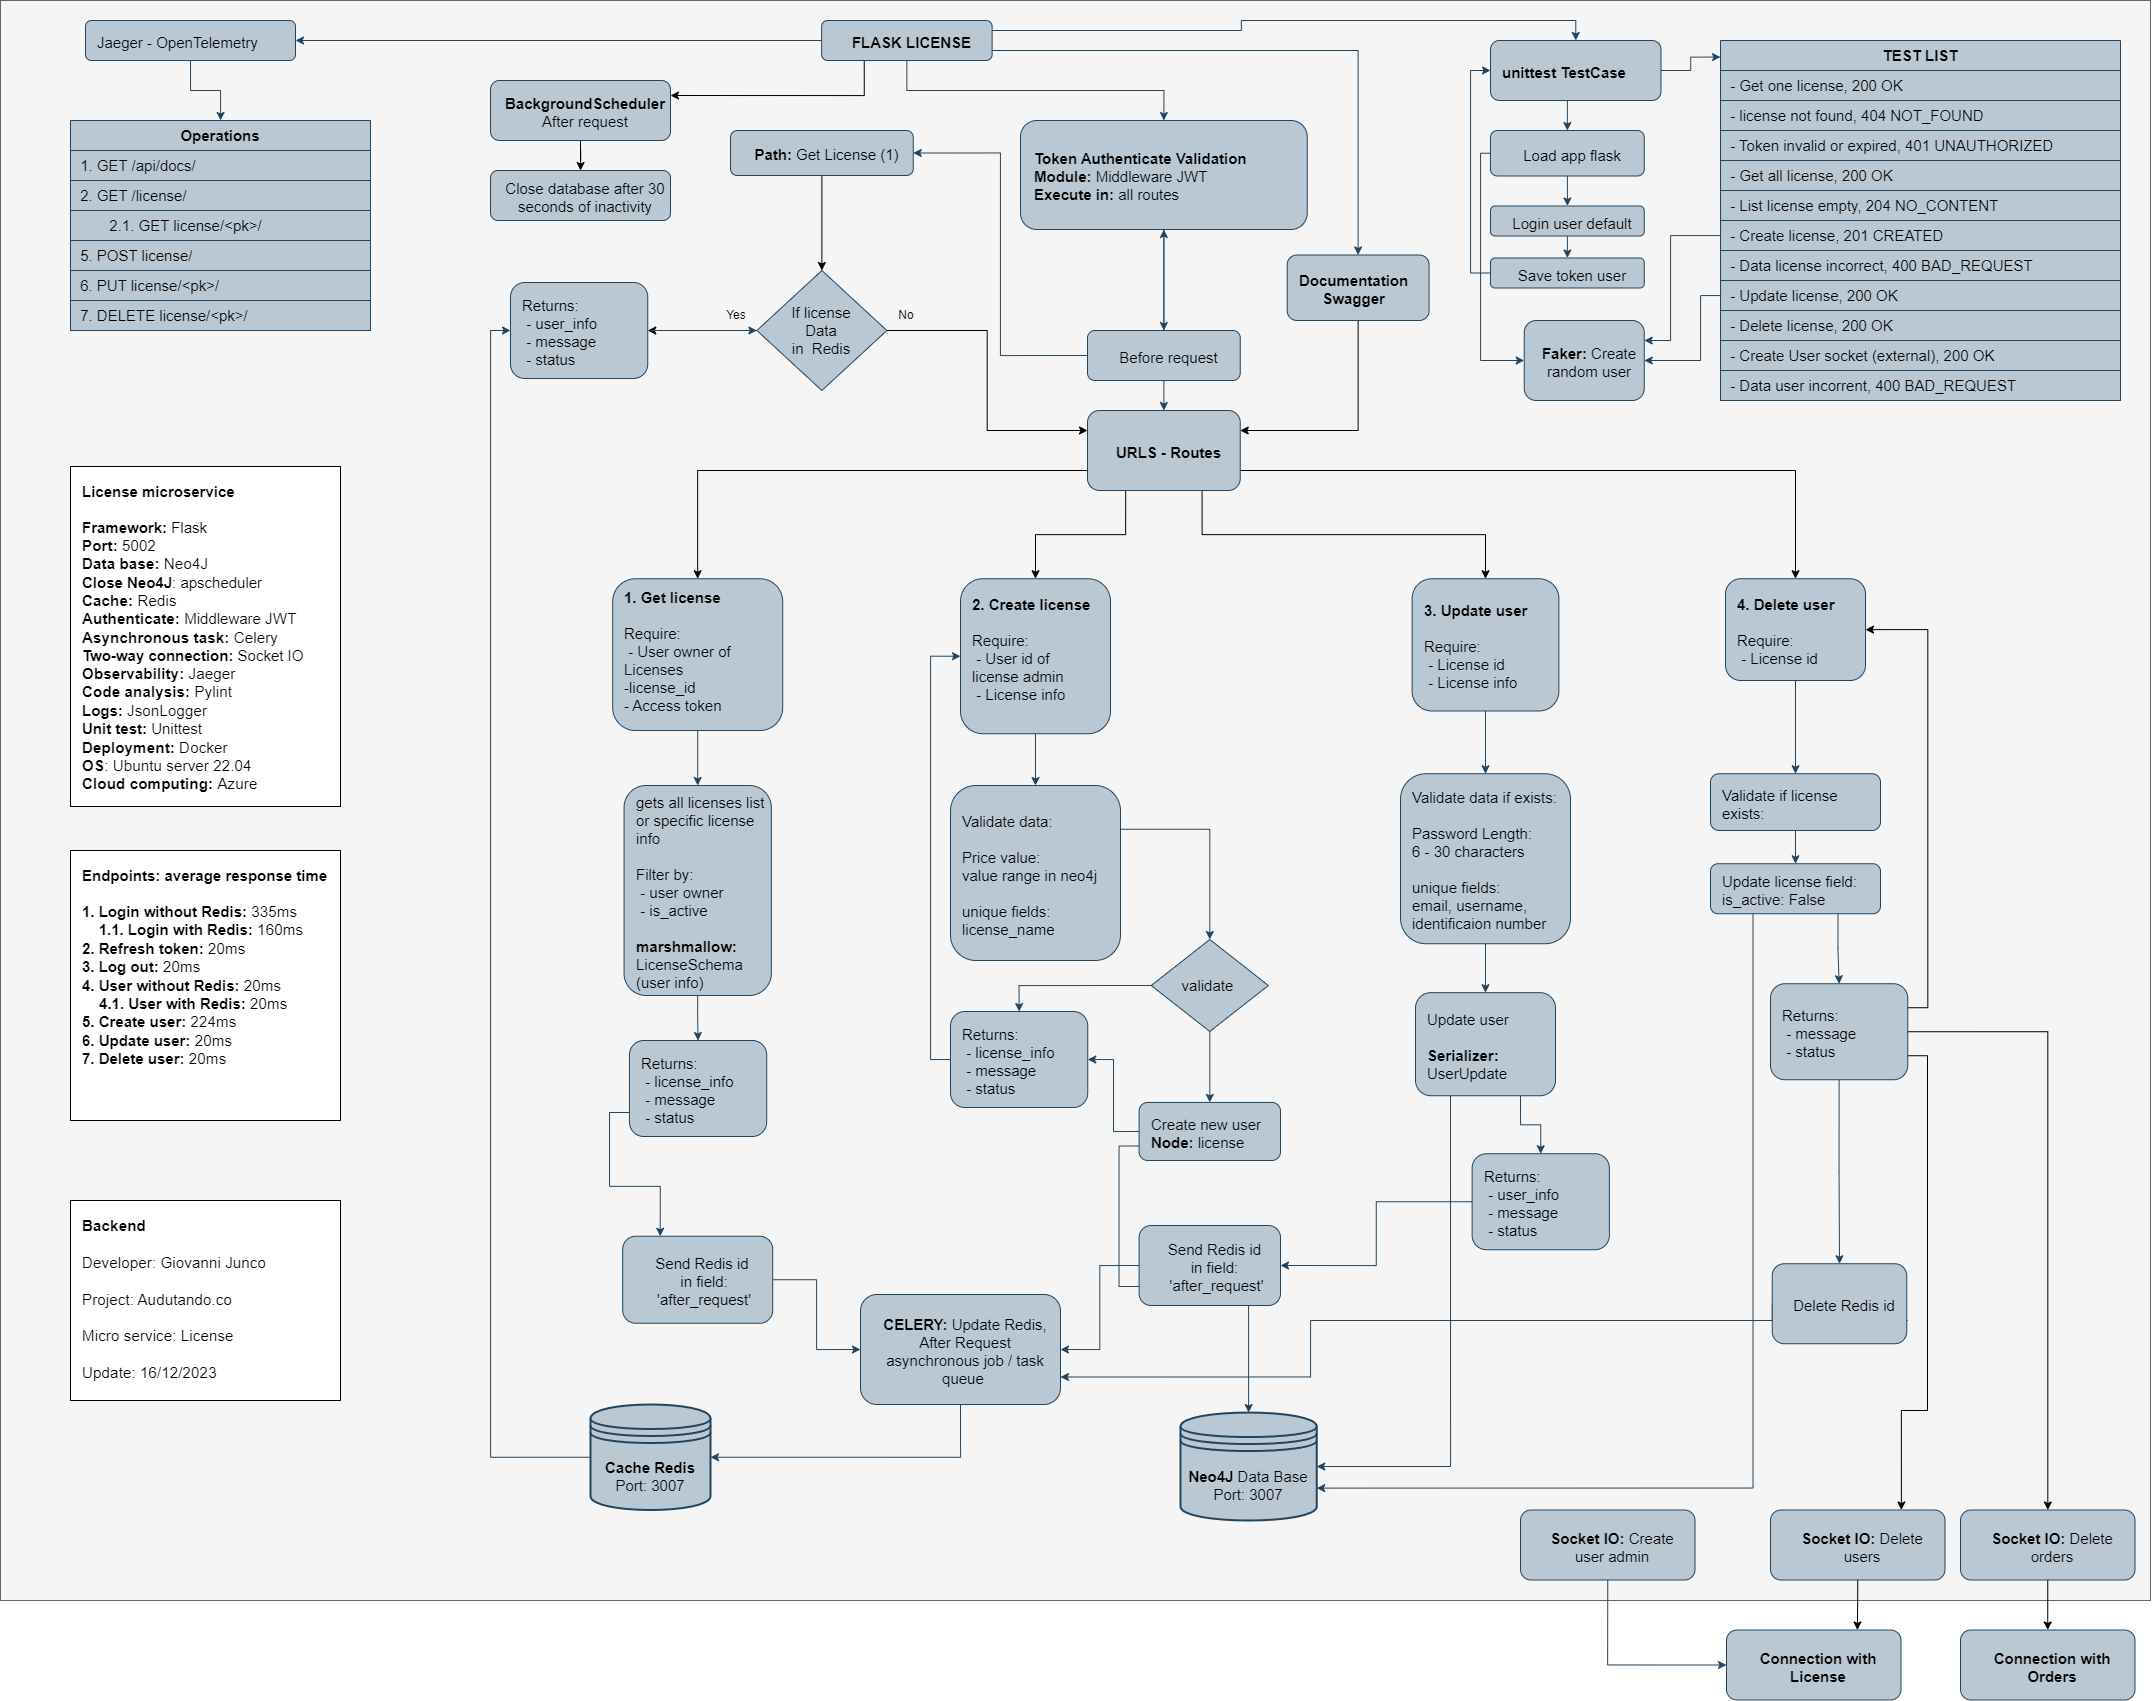 Jaeger - OpenTelemetry
FLASK LICENSE
Operations
1. GET /api/docs/
2. GET /license/
2.1. GET license/<pk>/
5. POST license/
6. PUT license/<pk>/
7. DELETE license/<pk>/
BackgroundScheduler
After request
Close database after 30
seconds of inactivity
Path: Get License (1)
Token Authenticate Validation
Module: Middleware JWT
Execute in: all routes
Documentation
Swagger
unittest TestCase
Load app flask
Login user default
Save token user
Faker: Create
random user
TEST LIST
- Get one license, 200 OK
- license not found, 404 NOT_FOUND
- Token invalid or expired, 401 UNAUTHORIZED
- Get all license, 200 OK
- List license empty, 204 NO_CONTENT
- Create license, 201 CREATED
- Data license incorrect, 400 BAD_REQUEST
- Update license, 200 OK
- Delete license, 200 OK
- Create User socket (external), 200 OK
- Data user incorrent, 400 BAD_REQUEST
Returns:
- user_info
- message
- status
Yes
If license
Data
in Redis
No
Before request
URLS - Routes
License microservice
Framework: Flask
Port: 5002
Data base: Neo4J
Close Neo4J: apscheduler
Cache: Redis
Authenticate: Middleware JWT
Asynchronous task: Celery
Two-way connection: Socket IO
Observability: Jaeger
Code analysis: Pylint
Logs: JsonLogger
Unit test: Unittest
Deployment: Docker
OS: Ubuntu server 22.04
Cloud computing: Azure
Endpoints: average response time
1. Login without Redis: 335ms
1.1. Login with Redis: 160ms
2. Refresh token: 20ms
3. Log out: 20ms
4. User without Redis: 20ms
4.1. User with Redis: 20ms
5. Create user: 224ms
6. Update user: 20ms
7. Delete user: 20ms
Backend
Developer: Giovanni Junco
Project: Audutando.co
Micro service: License
Update: 16/12/2023
1. Get license
Require:
- User owner of
Licenses
-license_id
- Access token
gets all licenses list
or specific license
info
Filter by:
- user owner
- is_active
marshmallow:
LicenseSchema
(user info)
Returns:
- license_info
- message
- status
Send Redis id
in field:
'after_request'
2. Create license
Require:
- User id of
license admin
- License info
Validate data:
Price value:
value range in neo4j
unique fields:
license_name
validate
Returns:
- license_info
- message
- status
Create new user
Node: license
Send Redis id
in field:
'after_request'
3. Update user
Require:
- License id
- License info
Validate data if exists:
Password Length:
6 - 30 characters
unique fields:
email, username,
identificaion number
Update user
Serializer:
UserUpdate
Returns:
- user_info
- message
- status
4. Delete user
Require:
- License id
Validate if license
exists:
Update license field:
is_active: False
Returns:
- message
- status
Delete Redis id
CELERY: Update Redis,
After Request
asynchronous job / task
queue
Cache Redis
Port: 3007
Neo4J Data Base
Port: 3007
Socket IO: Create
user admin
Socket IO: Delete
users
Socket IO: Delete
orders
Connection with
License
Connection with
Orders